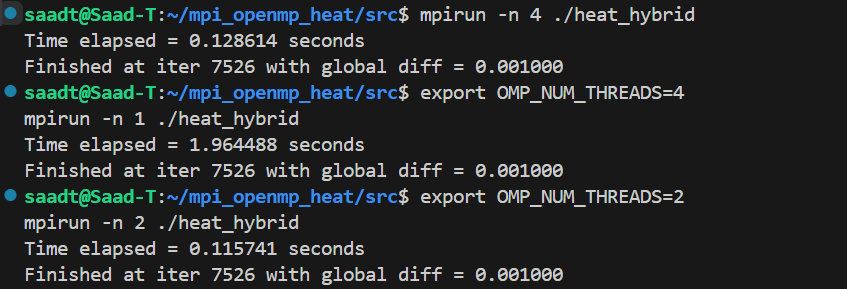 saadt@Saad-T:~/mpi_openmp_heat/src$ mpirun -n 4 ./heat_hybrid
Time elapsed = 0.128614 seconds
Finished at iter 7526 with global diff = 0.001000
saadt@Saad-T:~/mpi_openmp_heat/src$ export OMP_NUM_THREADS=4
mpirun -n 1 ./heat_hybrid
Time elapsed = 1.964488 seconds
Finished at iter 7526 with global diff = 0.001000
saadt@Saad-T:~/mpi_openmp_heat/src$ export OMP_NUM_THREADS=2
mpirun -n 2 ./heat_hybrid
Time elapsed = 0.115741 seconds
Finished at iter 7526 with global diff = 0.001000